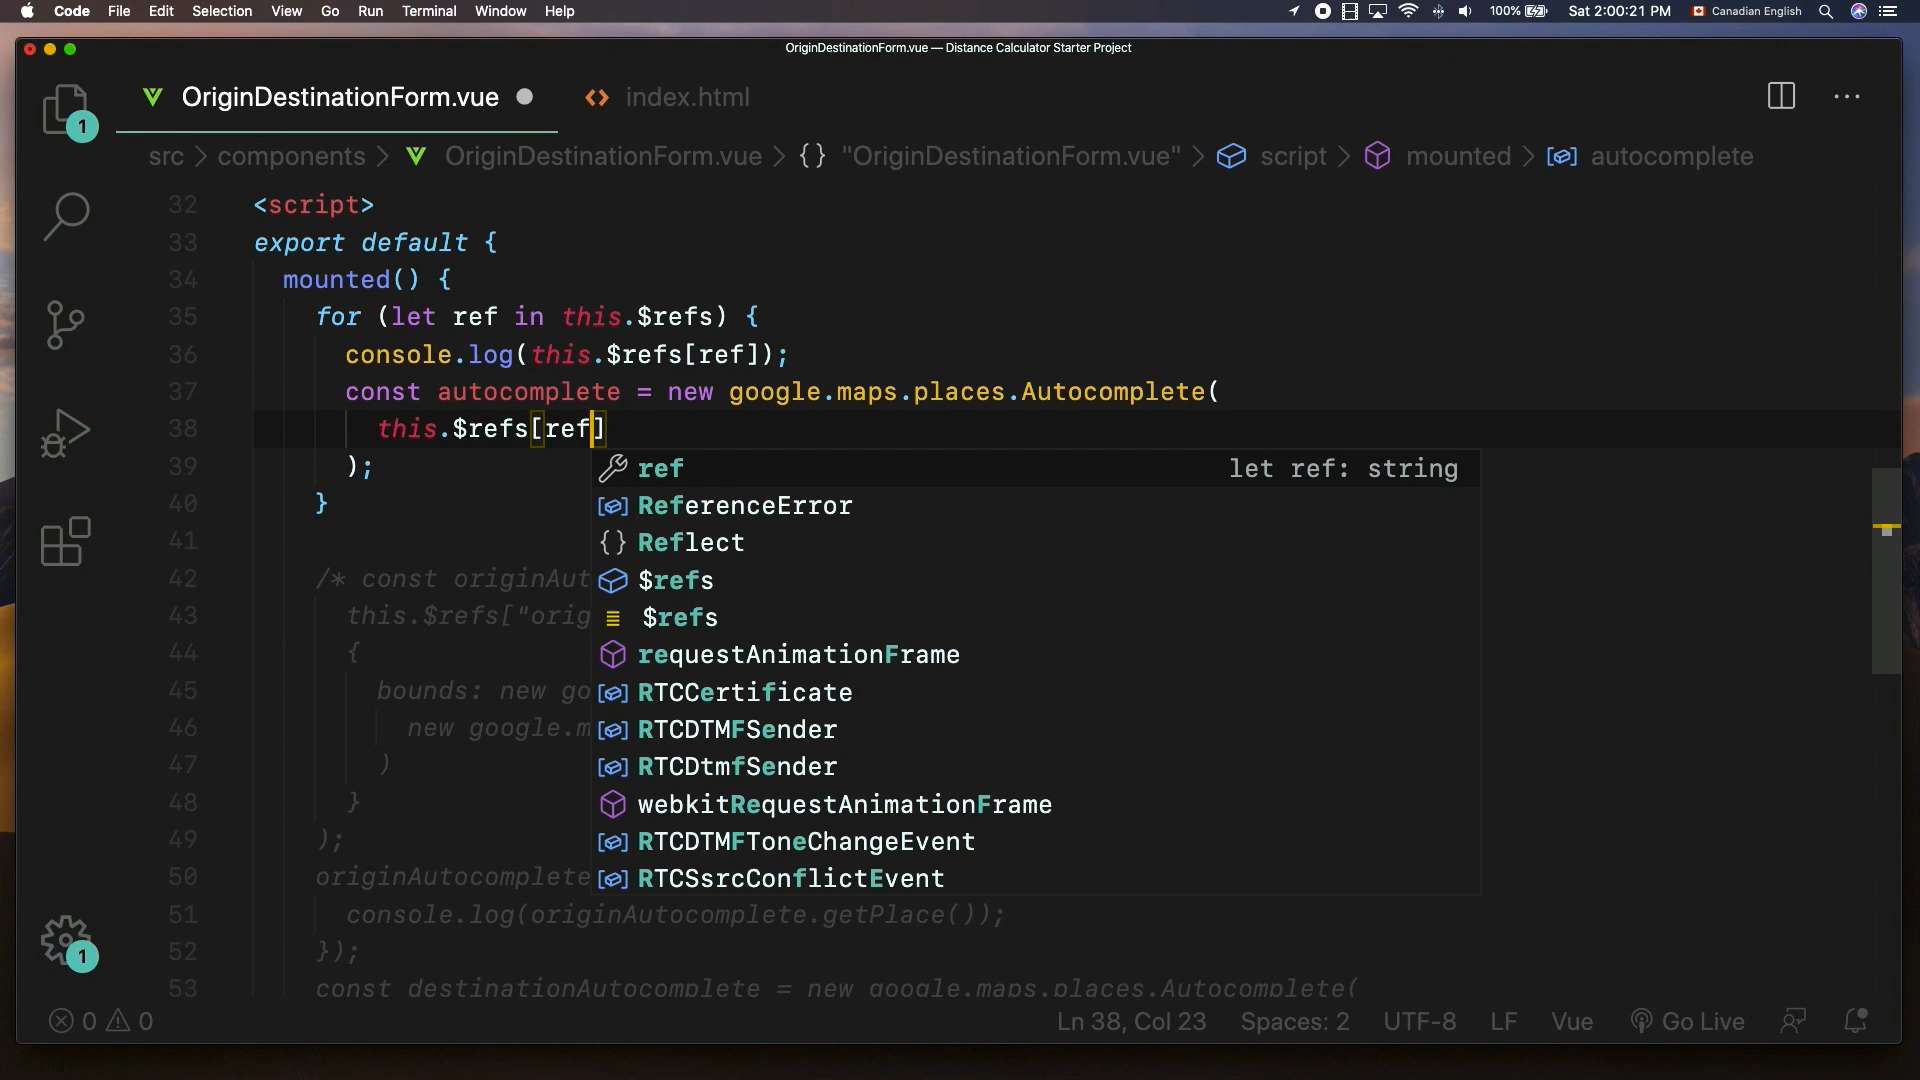 Code File Edit Selection View Go Run Terminal Window Help 100% Sat 2:00:21 PM Canadian English
OriginDestinationForm.vue — Distance Calculator Starter Project
OriginDestinationForm.vue index.html
1
src > components > OriginDestinationForm.vue > {} "OriginDestinationForm.vue" > script > mounted > autocomplete
32 <script>
33 export default {
34 mounted() {
35 for (let ref in this.$refs) {
36 console.log(this.$refs[ref]);
37 const autocomplete = new google.maps.places.Autocomplete(
38 this.$refs[ref]
39 );
ref let ref: string
40 }
ReferenceError
41
{} Reflect
42 /* const originAut
$refs
43 this.$refs["orig
$refs
44 {
requestAnimationFrame
45 bounds: new go
RTCCertificate
46 new google.m
RTCDTMFSender
47 )
RTCDtmfSender
48 }
webkitRequestAnimationFrame
49 );
RTCDTMFToneChangeEvent
50 originAutocomplete
RTCSsrcConflictEvent
51 console.log(originAutocomplete.getPlace());
52 });
1
53 const destinationAutocomplete = new google.maps.places.Autocomplete(
0 0 Ln 38, Col 23 Spaces: 2 UTF-8 LF Vue Go Live